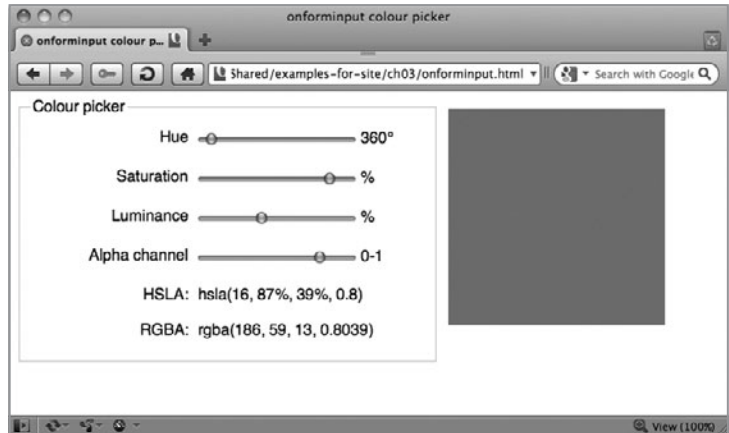 onforminput colour picker
onforminput colour p...
Shared/examples-for-site/ch03/onforminput.html
Search with Google
Colour picker
Hue 360°
Saturation %
Luminance %
Alpha channel 0-1
HSLA: hsla(16, 87%, 39%, 0.8)
RGBA: rgba(186, 59, 13, 0.8039)
View (100%)